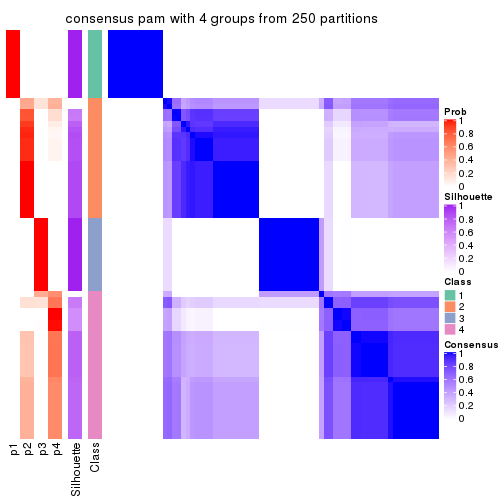 consensus pam with 4 groups from 250 partitions
Prob
1
0.8
0.6
0.4
0.2
0
Silhouette
1
0.8
0.6
0.4
0.2
0
Class
1
2
3
4
Consensus
1
0.8
0.6
0.4
0.2
0
p1
p2
p3
p4
Silhouette
Class